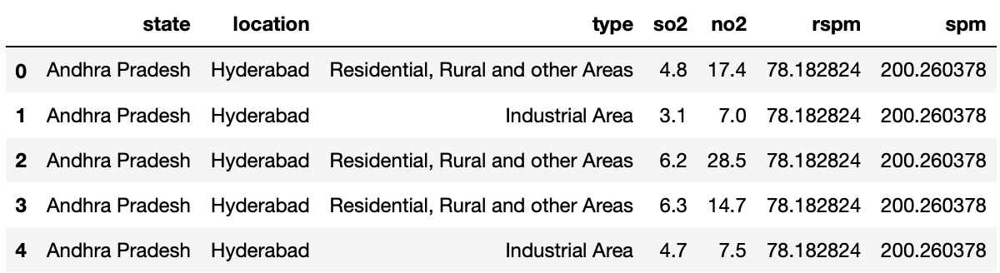 state location type so2 no2 rspm spm
0 Andhra Pradesh Hyderabad Residential, Rural and other Areas 4.8 17.4 78.182824 200.260378
1 Andhra Pradesh Hyderabad Industrial Area 3.1 7.0 78.182824 200.260378
2 Andhra Pradesh Hyderabad Residential, Rural and other Areas 6.2 28.5 78.182824 200.260378
3 Andhra Pradesh Hyderabad Residential, Rural and other Areas 6.3 14.7 78.182824 200.260378
4 Andhra Pradesh Hyderabad Industrial Area 4.7 7.5 78.182824 200.260378